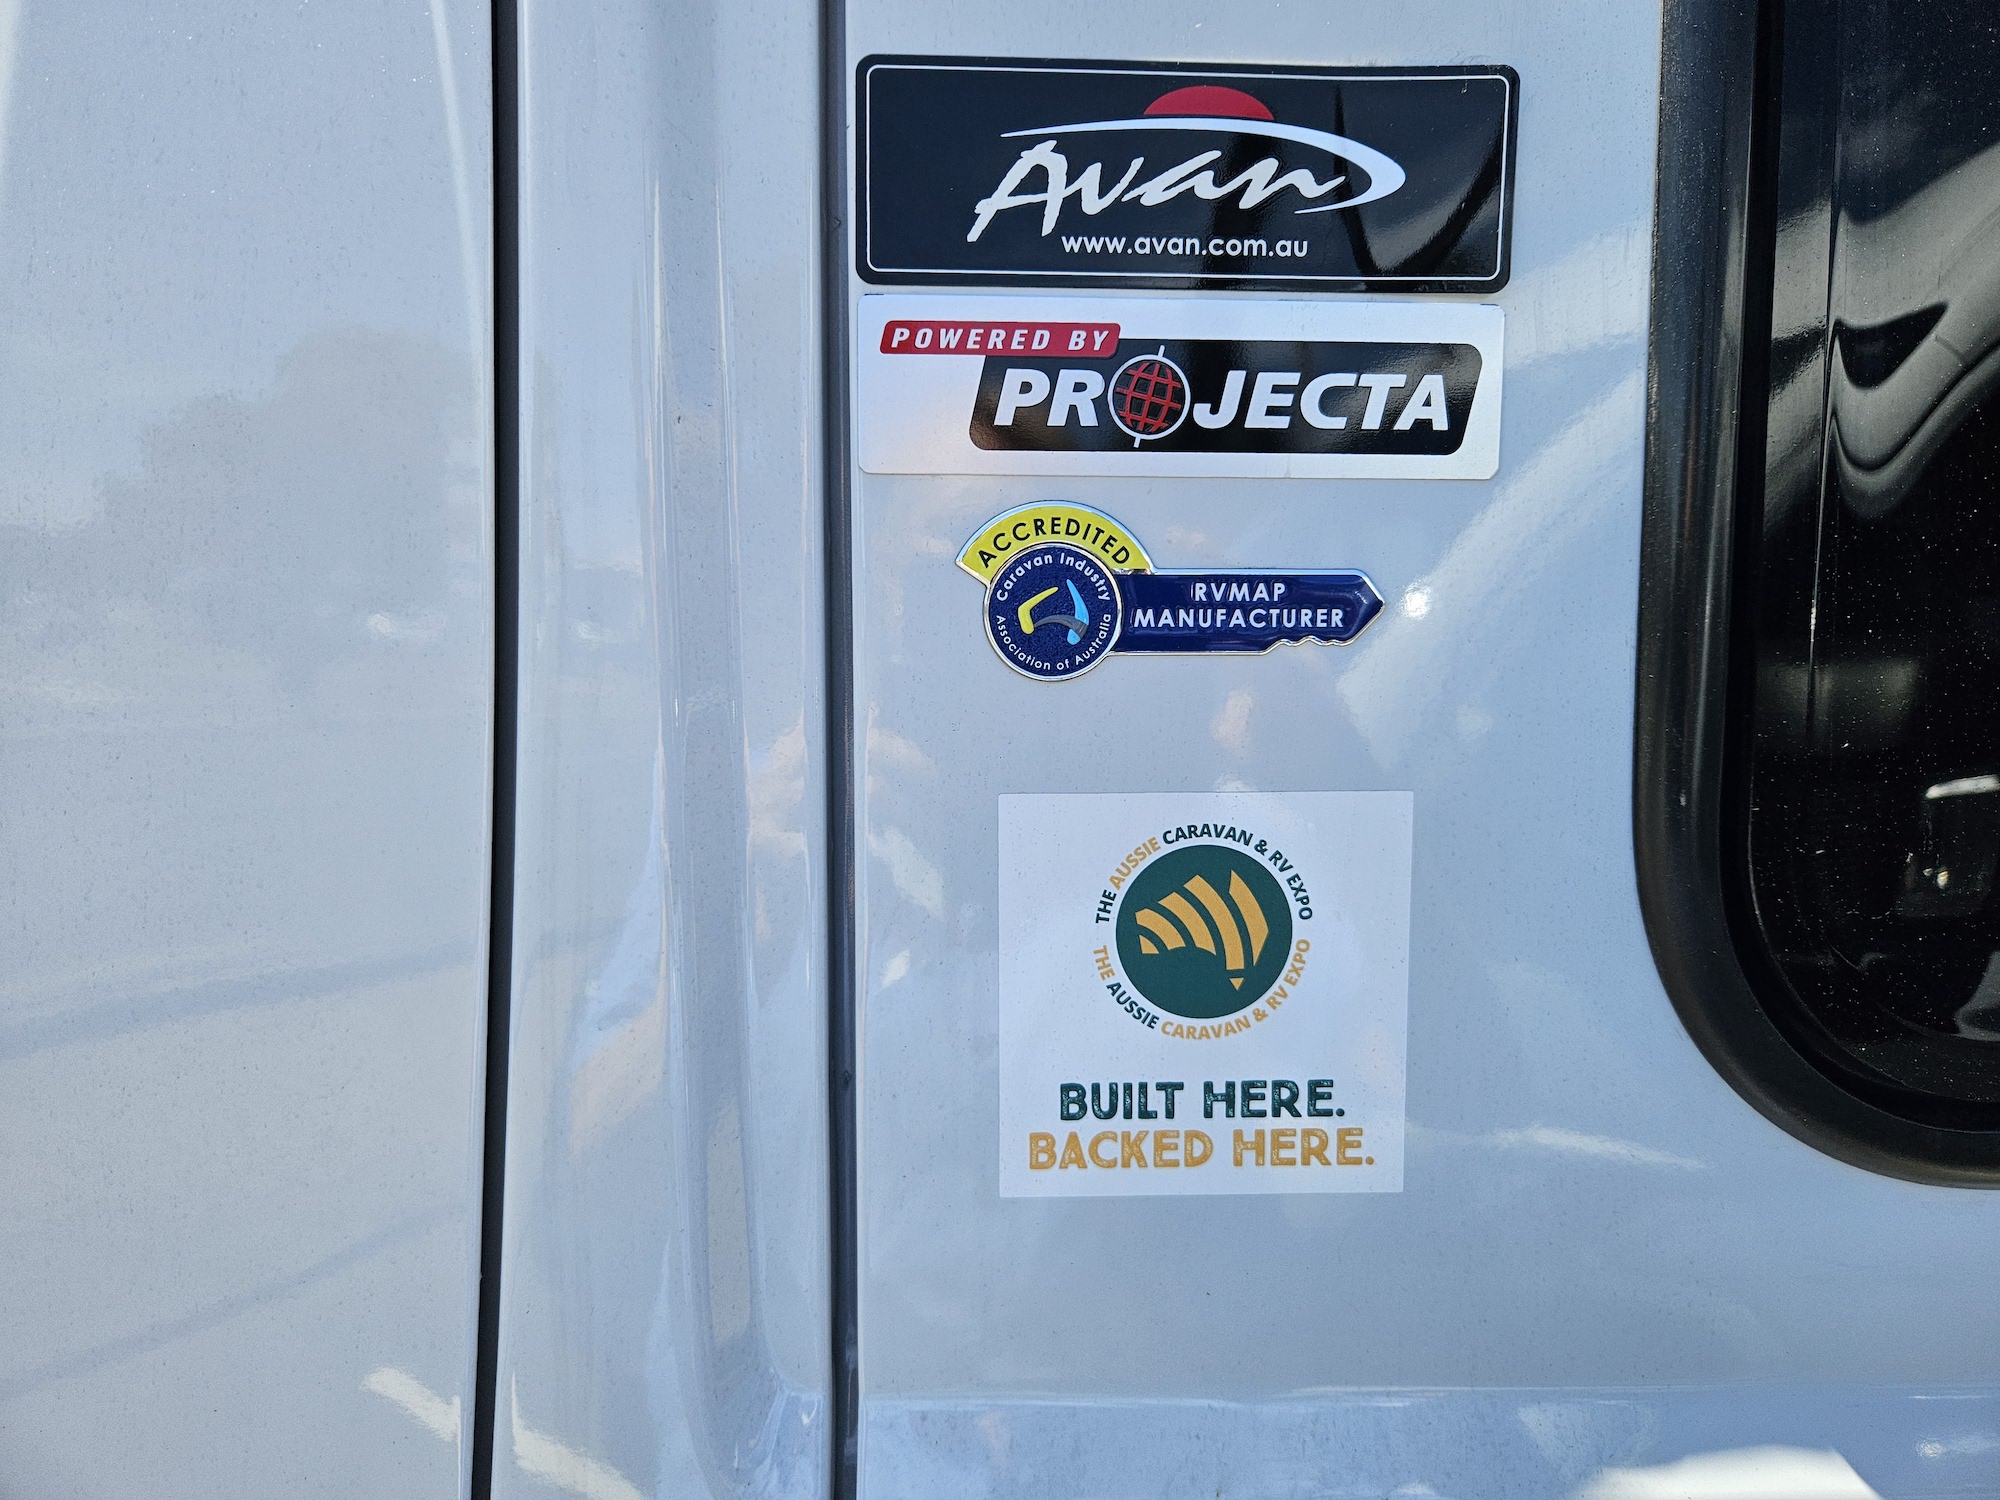 Avan
www.avan.com.au
POWERED BY
PROJECTA
ACCREDITED
Caravan Industry
Association of Australia
RVMAP
MANUFACTURER
THE AUSSIE CARAVAN & RV EXPO
THE AUSSIE CARAVAN & RV EXPO
BUILT HERE.
BACKED HERE.